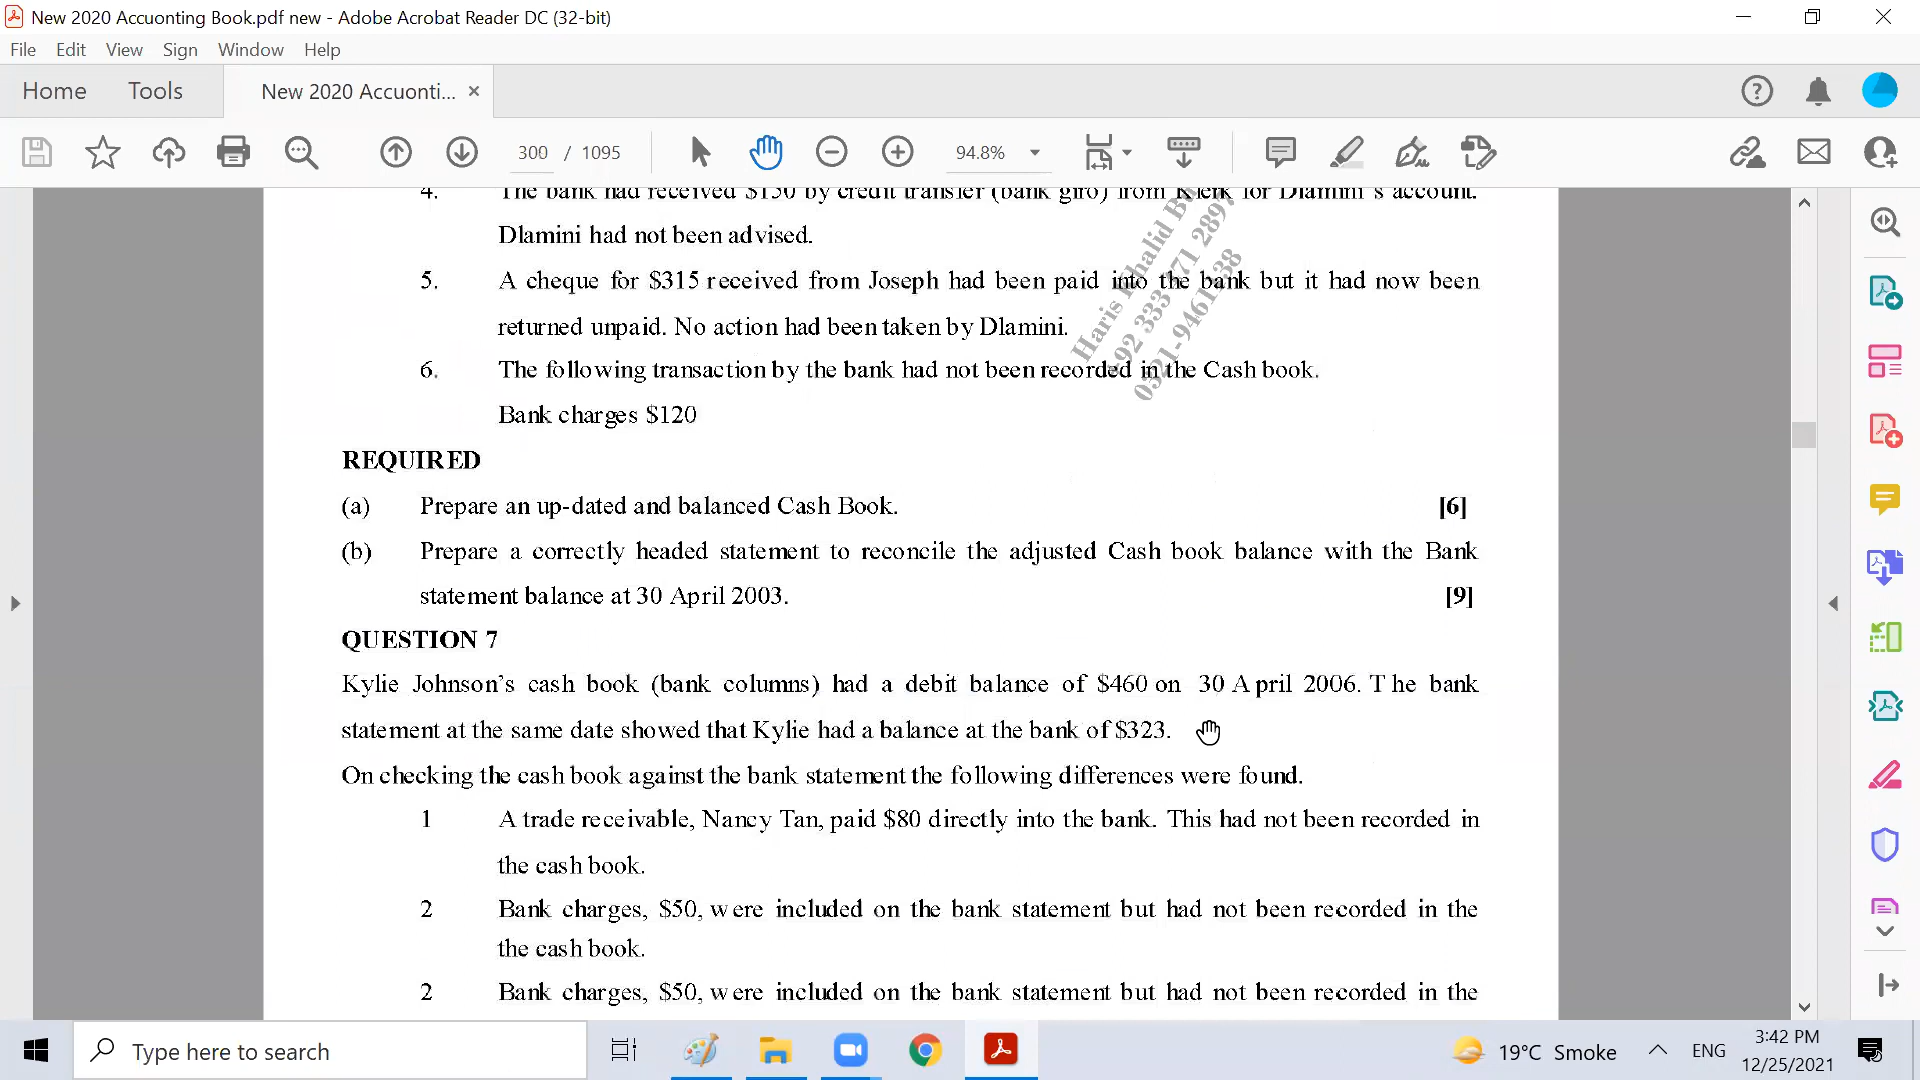 New 2020 Accuonting Book.pdf new - Adobe Acrobat Reader DC (32-bit)
File Edit View Sign Window Help
Home Tools New 2020 Accuonti... ×
300 / 1095 94.8%
4. The bank had received $150 by credit transfer (bank giro) from Klerk for Dlamini's account.
Dlamini had not been advised.
5. A cheque for $315 received from Joseph had been paid into the bank but it had now been
returned unpaid. No action had been taken by Dlamini.
6. The following transaction by the bank had not been recorded in the Cash book.
Bank charges $120
Haris Khalid
+92 333 371 2897
0321-9461138
REQUIRED
(a) Prepare an up-dated and balanced Cash Book. [6]
(b) Prepare a correctly headed statement to reconcile the adjusted Cash book balance with the Bank
statement balance at 30 April 2003. [9]
QUESTION 7
Kylie Johnson's cash book (bank columns) had a debit balance of $460 on 30 April 2006. The bank
statement at the same date showed that Kylie had a balance at the bank of $323.
On checking the cash book against the bank statement the following differences were found.
1 A trade receivable, Nancy Tan, paid $80 directly into the bank. This had not been recorded in
the cash book.
2 Bank charges, $50, were included on the bank statement but had not been recorded in the
the cash book.
2 Bank charges, $50, were included on the bank statement but had not been recorded in the
Type here to search
19°C Smoke ENG 3:42 PM
12/25/2021